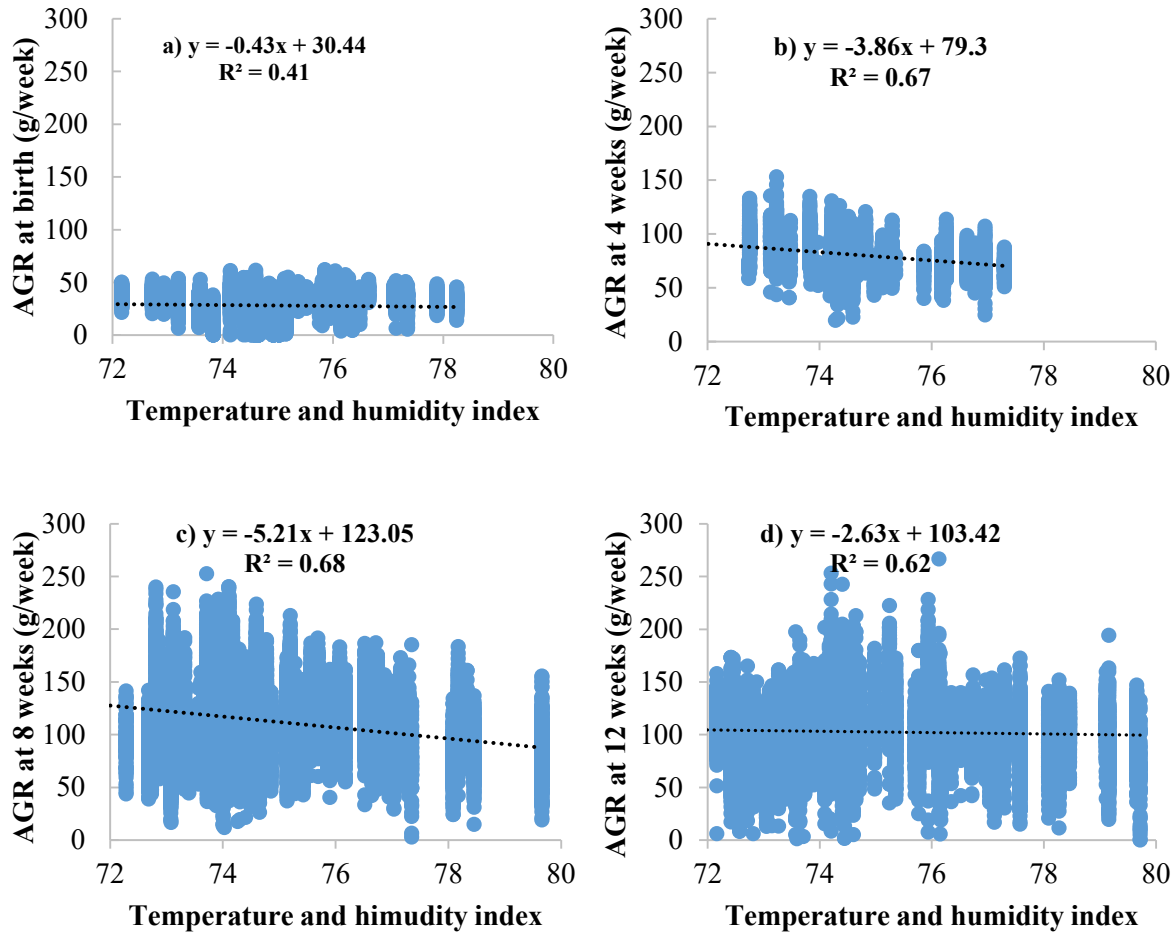 a) y = -0.43x + 30.44
R² = 0.41
AGR at birth (g/week)
300
250
200
150
100
50
0
72 74 76 78 80
Temperature and humidity index
b) y = -3.86x + 79.3
R² = 0.67
AGR at 4 weeks (g/week)
300
250
200
150
100
50
0
72 74 76 78 80
Temperature and humidity index
c) y = -5.21x + 123.05
R² = 0.68
AGR at 8 weeks (g/week)
300
250
200
150
100
50
0
72 74 76 78 80
Temperature and himudity index
d) y = -2.63x + 103.42
R² = 0.62
AGR at 12 weeks (g/week)
300
250
200
150
100
50
0
72 74 76 78 80
Temperature and humidity index